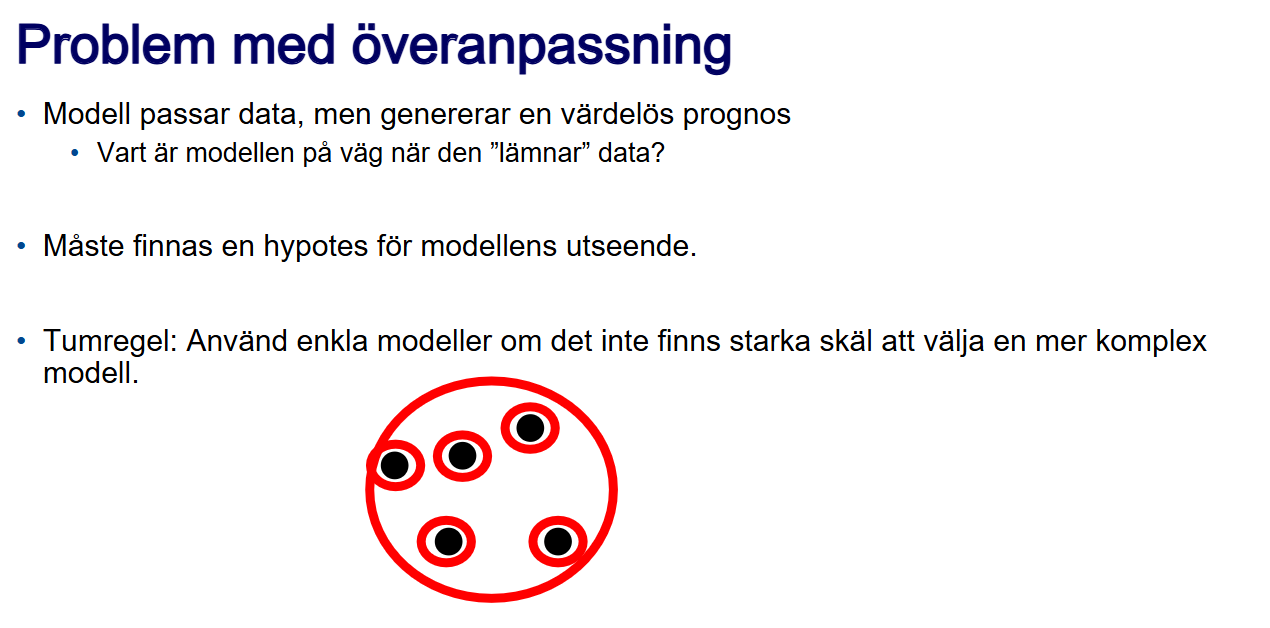 Problem med överanpassning
• Modell passar data, men genererar en värdelös prognos
• Vart är modellen på väg när den ”lämnar” data?
• Måste finnas en hypotes för modellens utseende.
• Tumregel: Använd enkla modeller om det inte finns starka skäl att välja en mer komplex
modell.